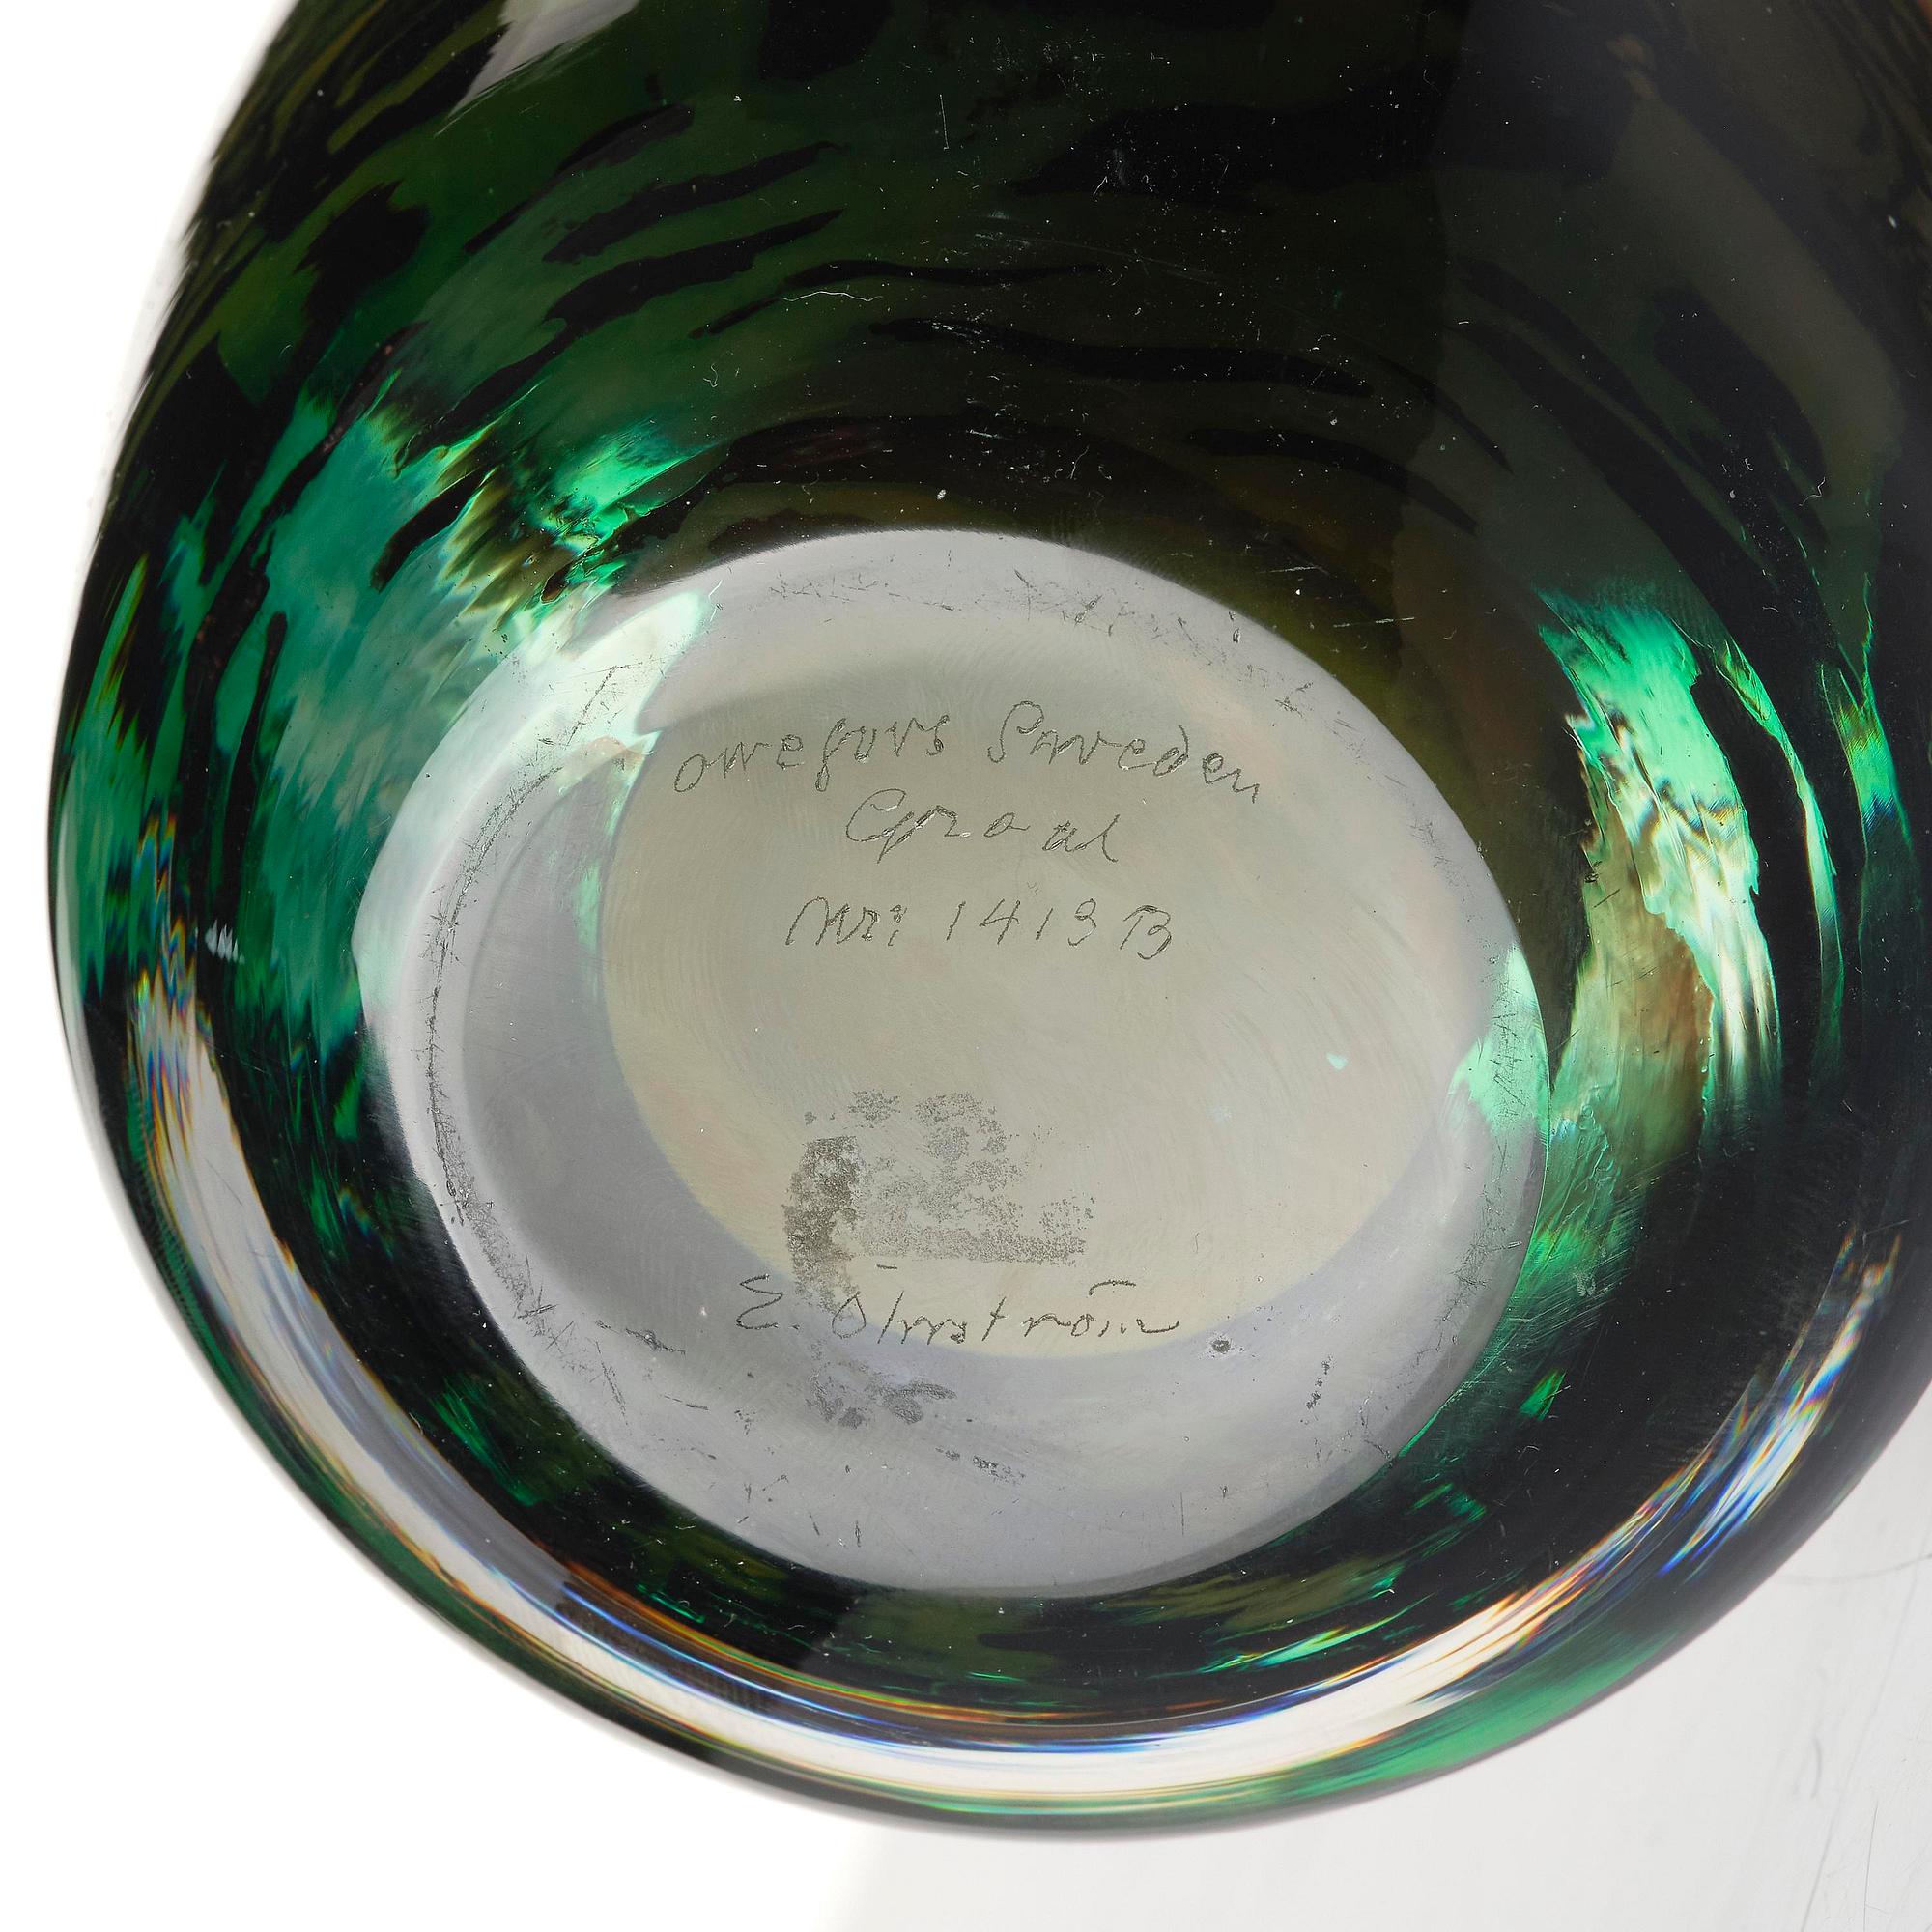 Orrefors Sweden
Graal
Nr: 1413 B
E. Öhrström